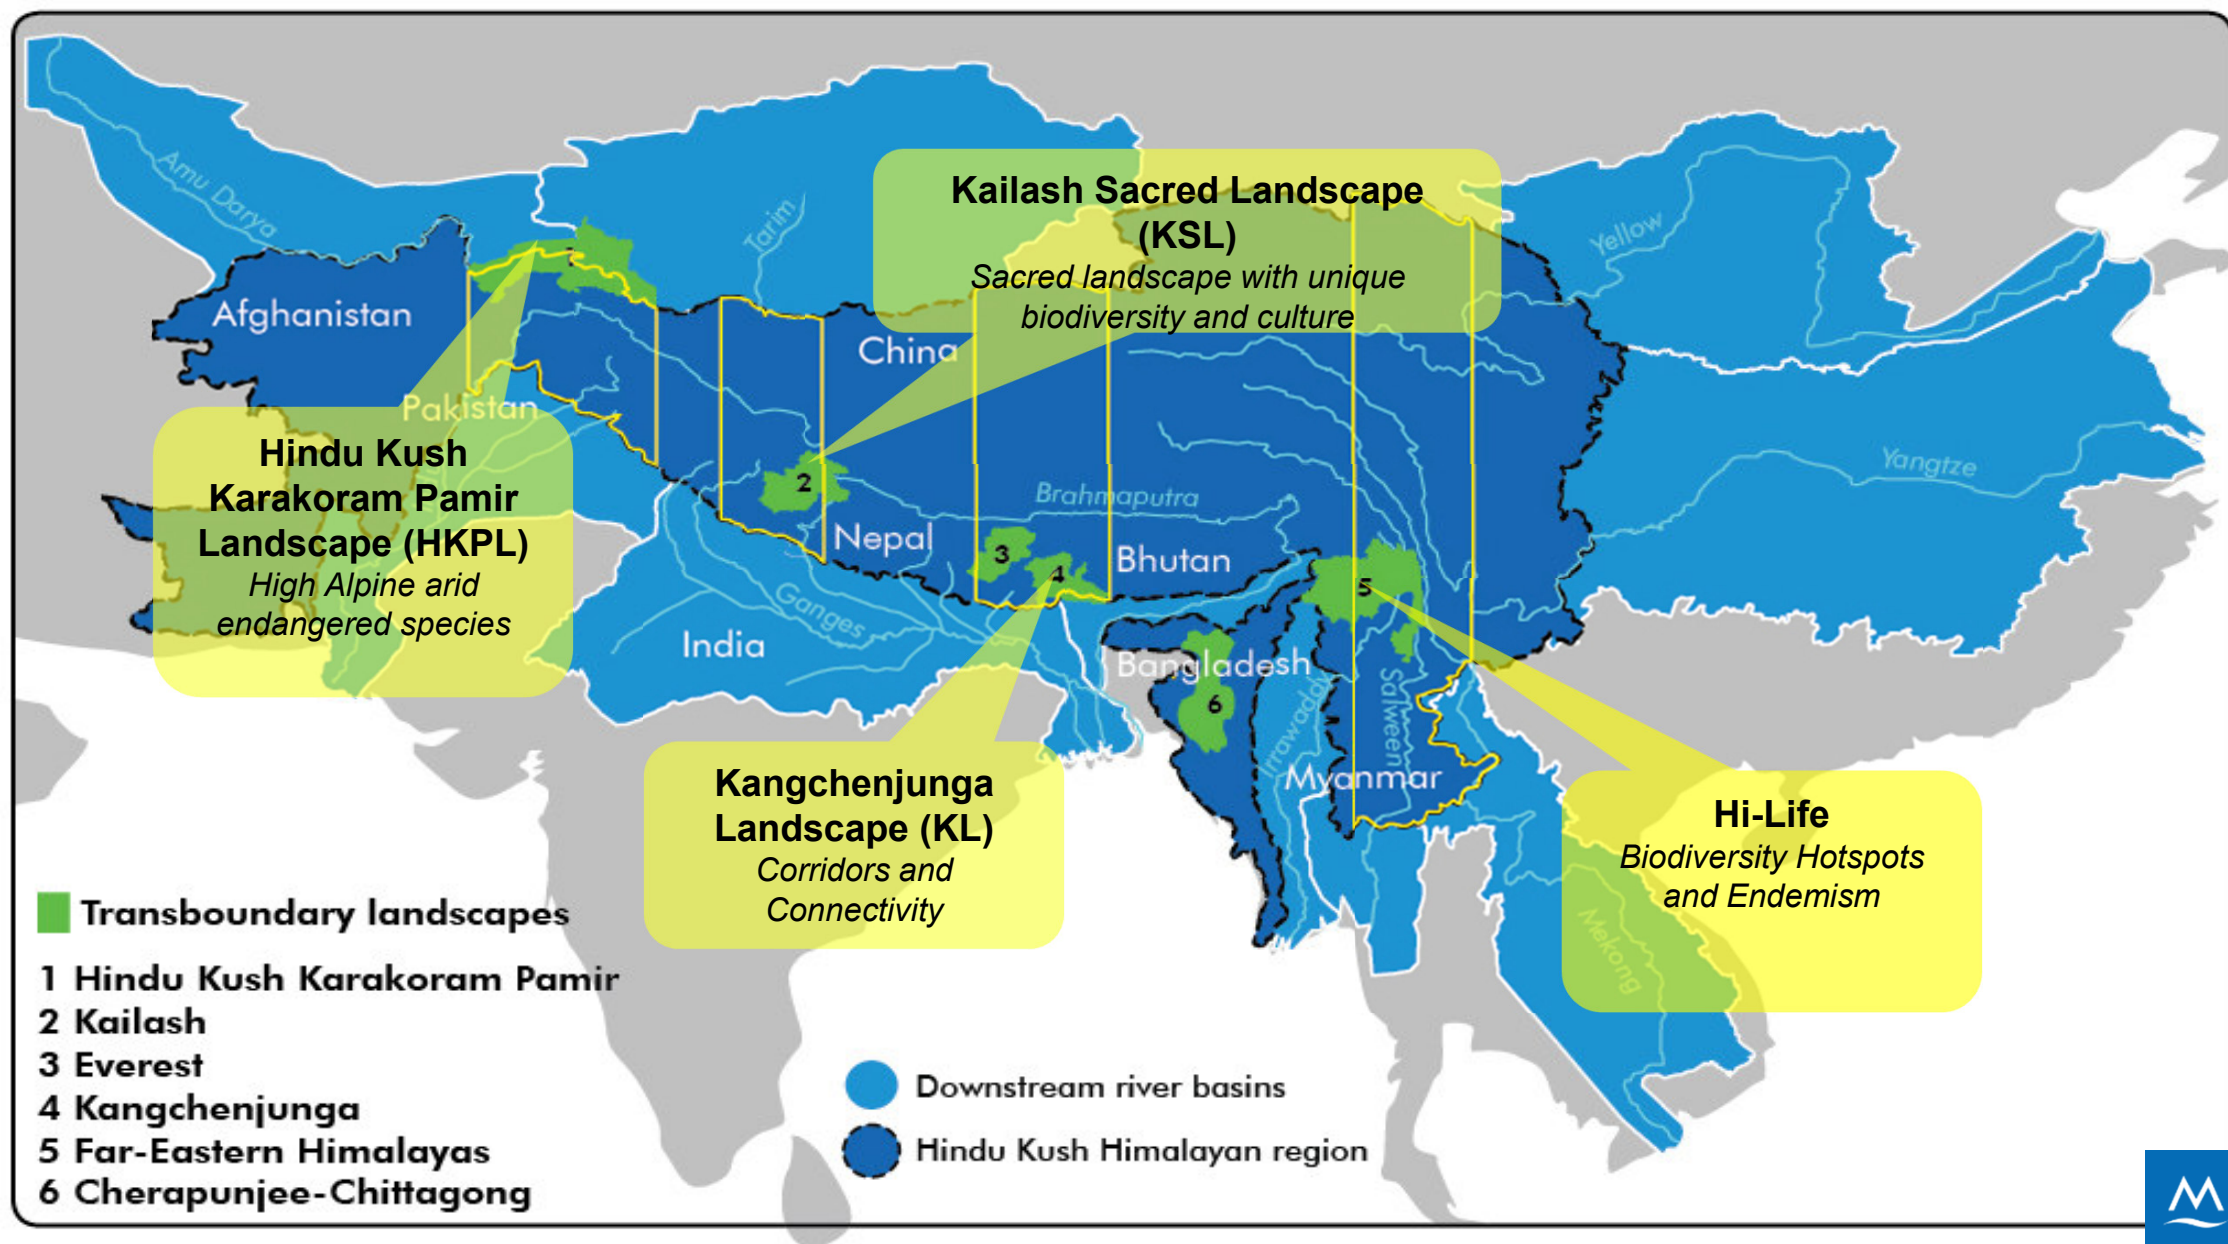 Amu Darya
Tarim
Kailash Sacred Landscape
(KSL)
Sacred landscape with unique
biodiversity and culture
Yellow
Afghanistan
China
Pakistan
Hindu Kush
Karakoram Pamir
Landscape (HKPL)
High Alpine arid
endangered species
2
Brahmaputra
Yangtze
Nepal
3
4
Bhutan
5
Ganges
India
Bangladesh
6
Irrawaddy
Salween
Myanmar
Kangchenjunga
Landscape (KL)
Corridors and
Connectivity
Hi-Life
Biodiversity Hotspots
and Endemism
Mekong
Transboundary landscapes
1 Hindu Kush Karakoram Pamir
2 Kailash
3 Everest
4 Kangchenjunga
5 Far-Eastern Himalayas
6 Cherapunjee-Chittagong
Downstream river basins
Hindu Kush Himalayan region